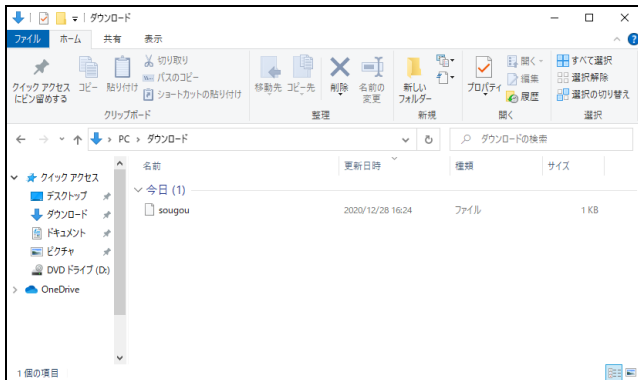 ダウンロード
ファイル ホーム 共有 表示
クイック アクセスにピン留めする
コピー
貼り付け
切り取り
パスのコピー
ショートカットの貼り付け
クリップボード
移動先
コピー先
削除
名前の変更
整理
新しいフォルダー
新規
プロパティ
開く
編集
履歴
開く
すべて選択
選択解除
選択の切り替え
選択
PC › ダウンロード
ダウンロードの検索
クイック アクセス
デスクトップ
ダウンロード
ドキュメント
ピクチャ
DVD ドライブ (D:)
OneDrive
名前 更新日時 種類 サイズ
今日 (1)
sougou 2020/12/28 16:24 ファイル 1 KB
1 個の項目